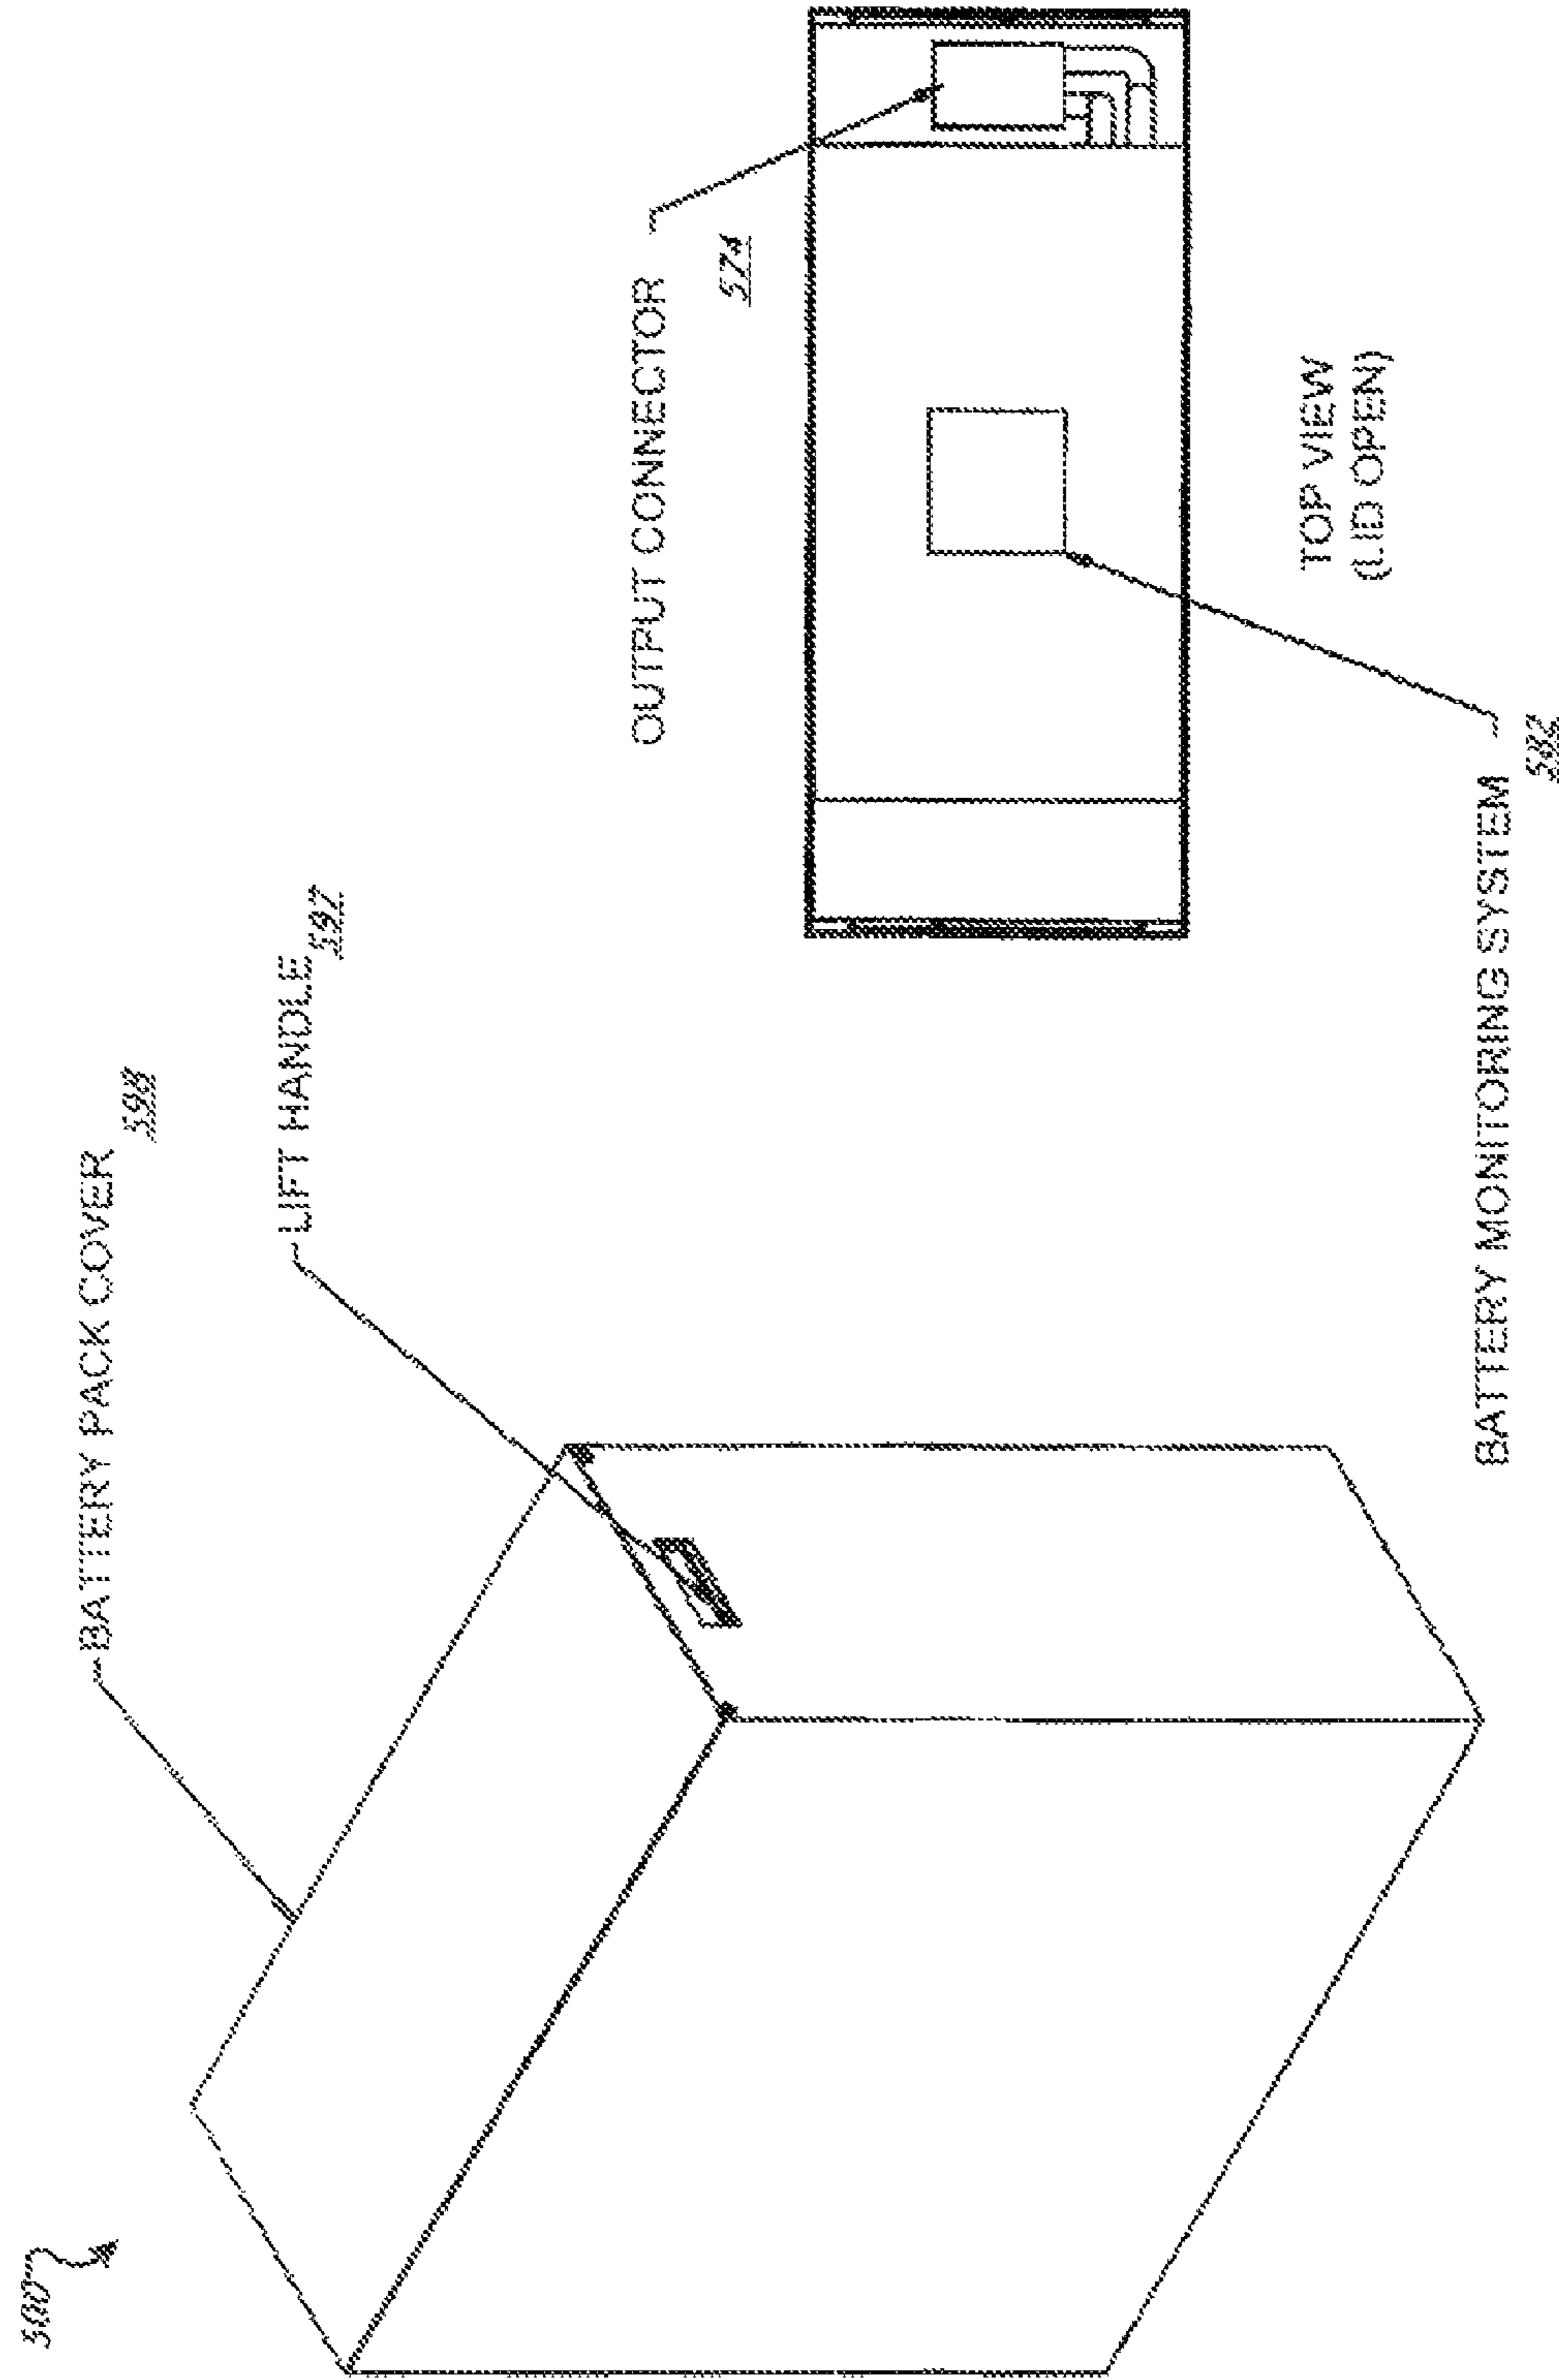 500
BATTERY PACK COVER
598
LIFT HANDLE
597
OUTPUT CONNECTOR
574
TOP VIEW
(LID OPEN)
BATTERY MONITORING SYSTEM
582